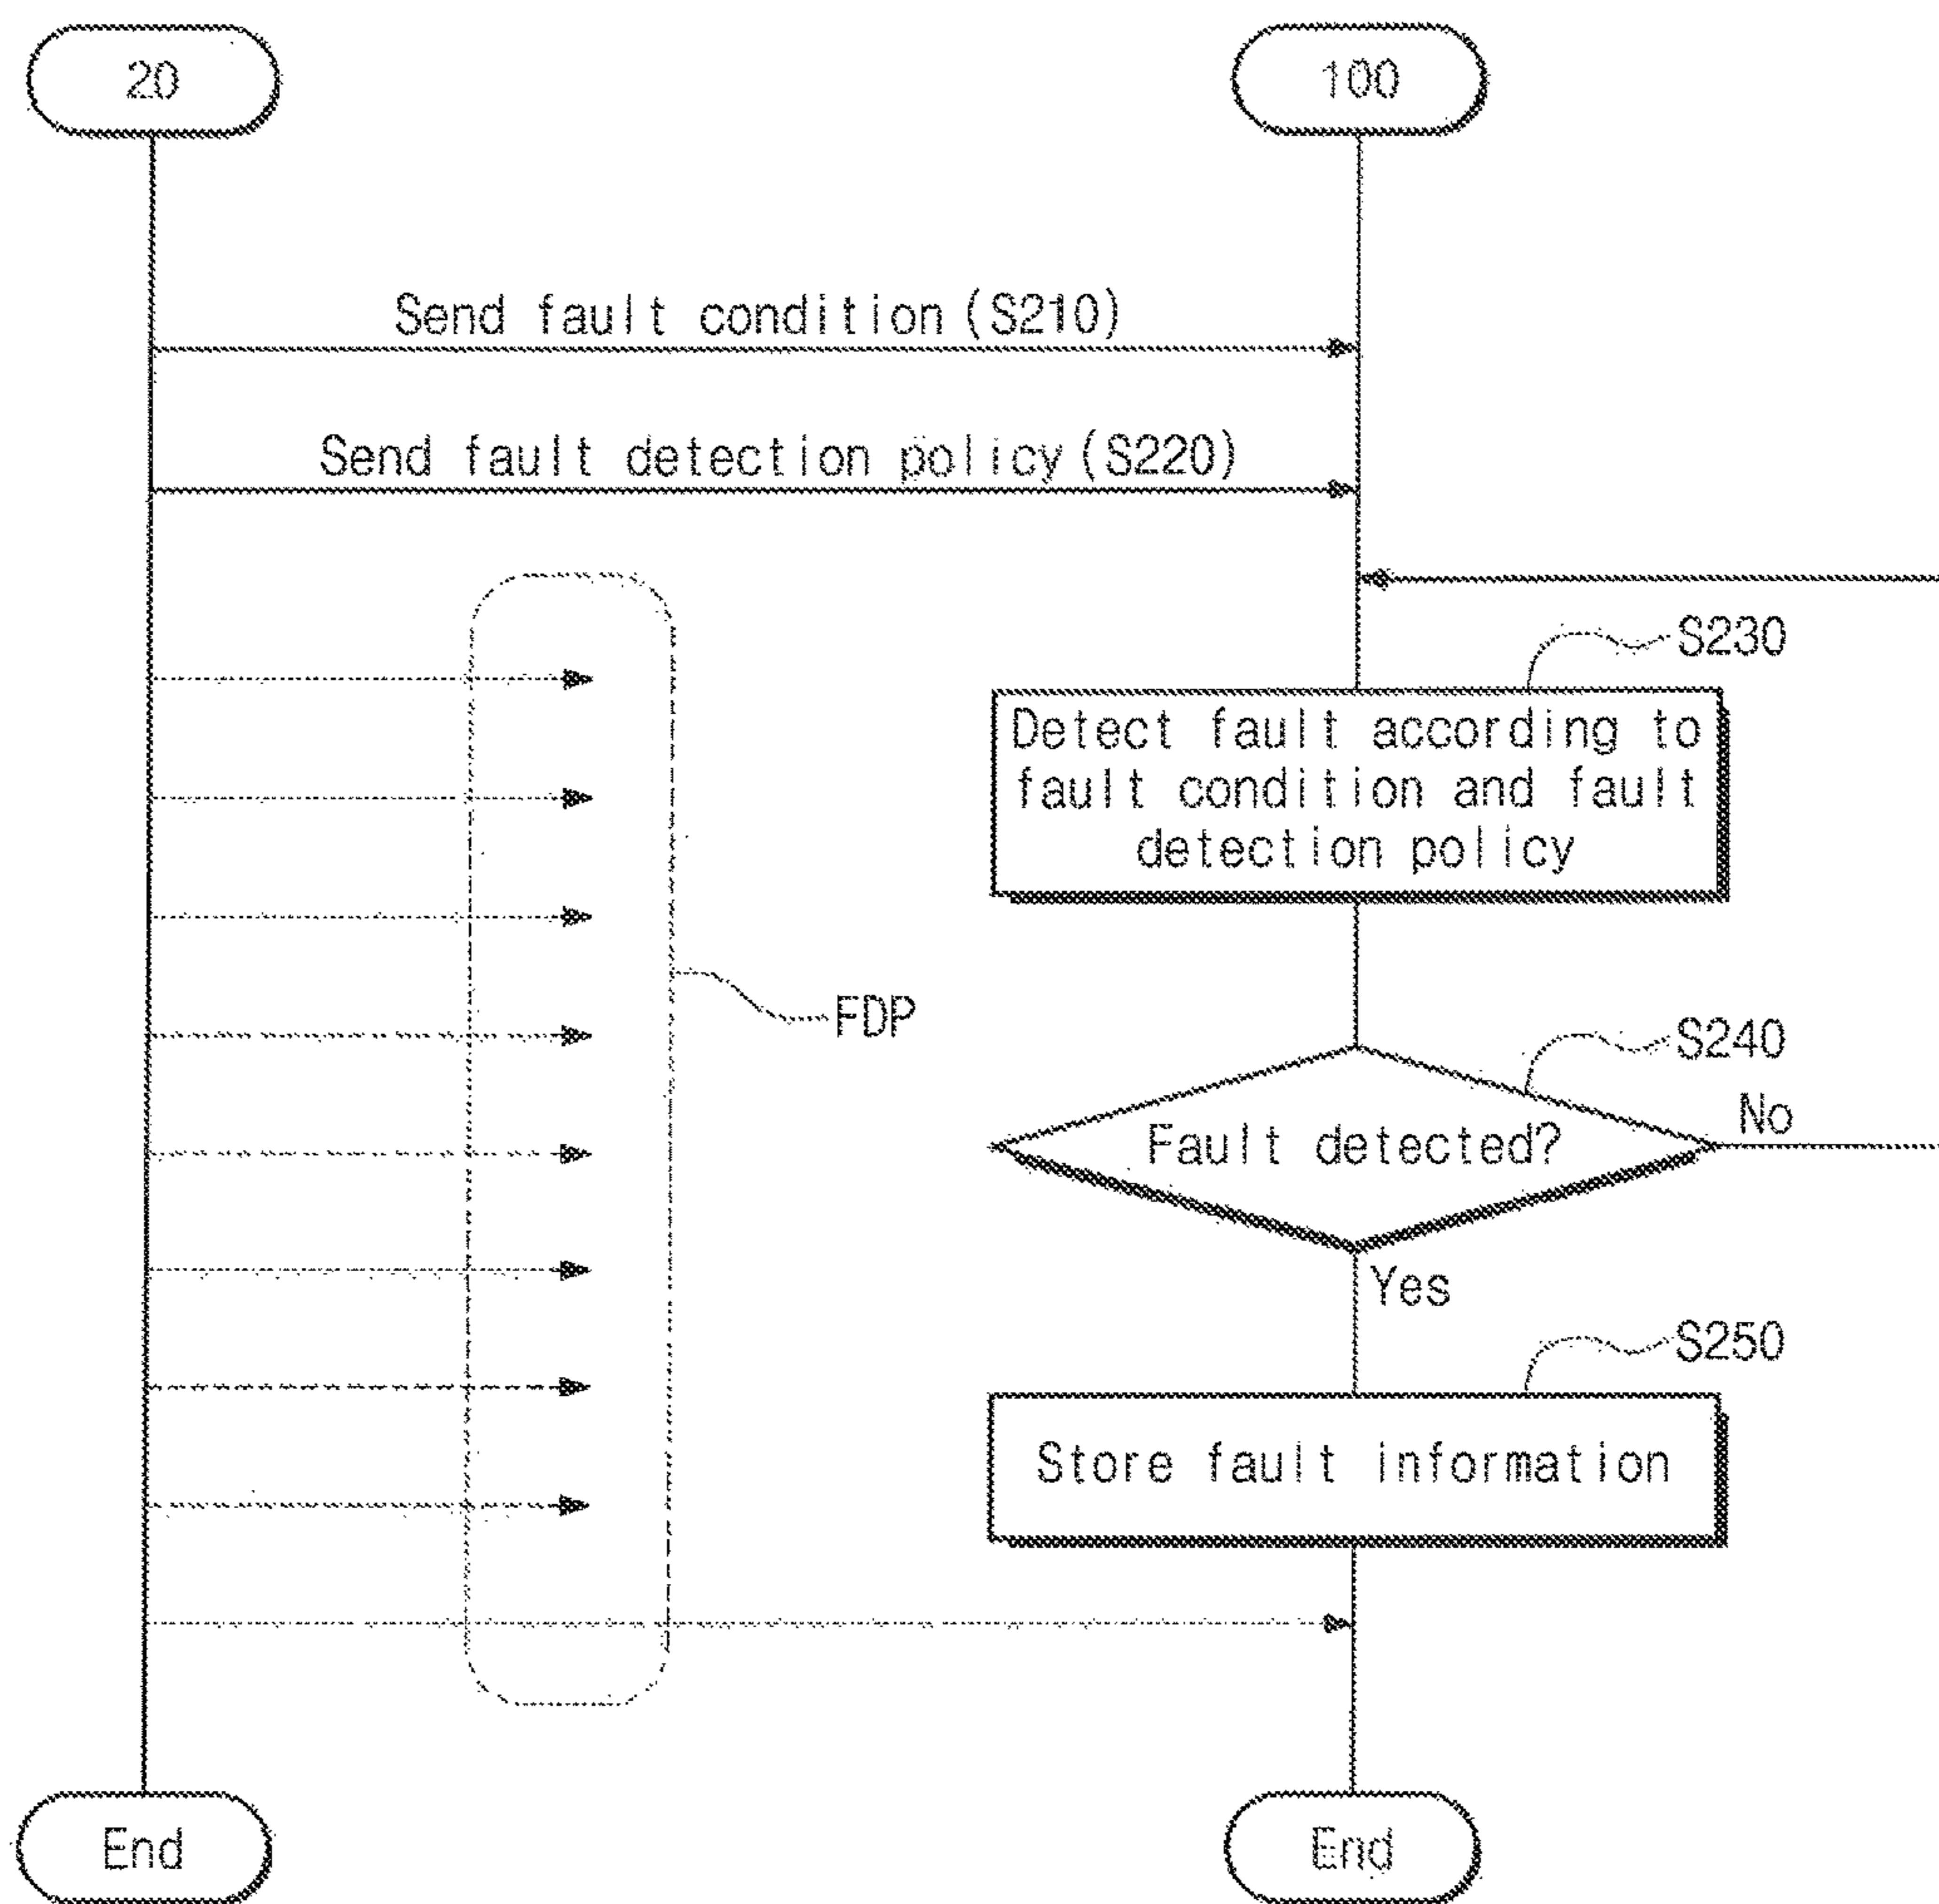 20
100
Send fault condition (S210)
Send fault detection policy (S220)
S230
Detect fault according to
fault condition and fault
detection policy
FDP
S240
No
Fault detected?
Yes
S250
Store fault information
End
End